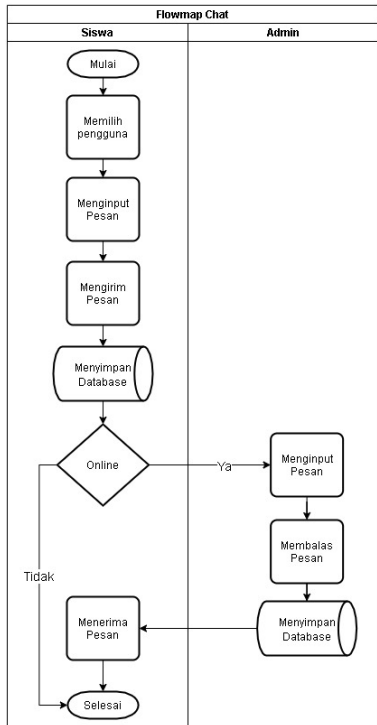 Flowmap Chat
Siswa
Admin
Mulai
Memilih
pengguna
Menginput
Pesan
Mengirim
Pesan
Menyimpan
Database
Online
Ya
Menginput
Pesan
Membalas
Pesan
Tidak
Menyimpan
Database
Menerima
Pesan
Selesai